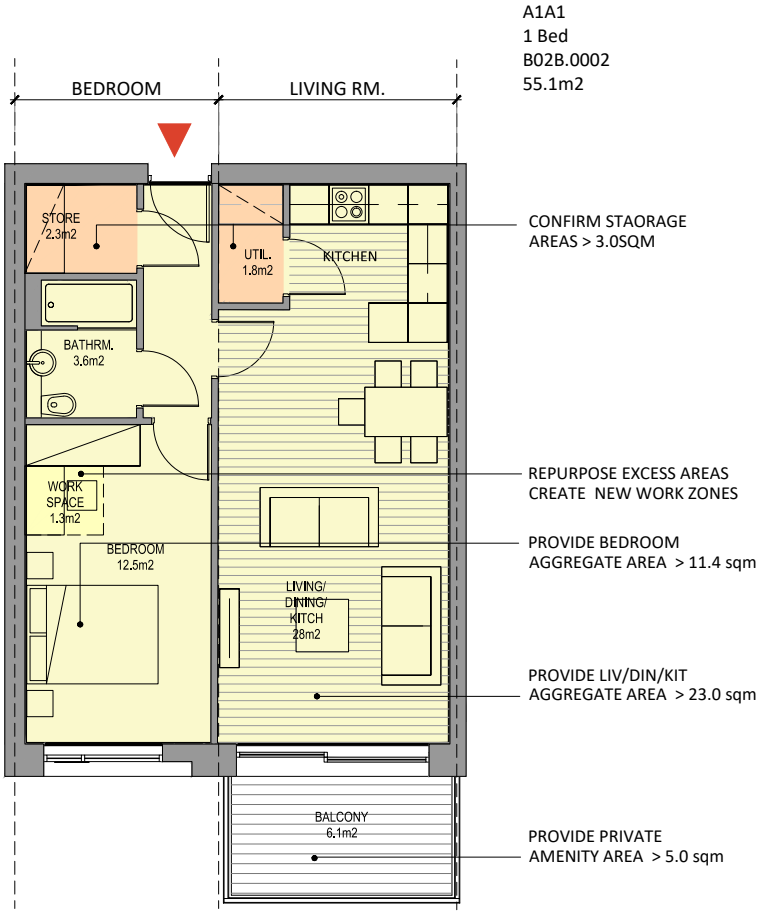 A1A1
1 Bed
B02B.0002
55.1m2
BEDROOM
LIVING RM.
STORE
2.3m2
UTIL.
1.8m2
KITCHEN
CONFIRM STAORAGE
AREAS > 3.0SQM
BATHRM.
3.6m2
WORK
SPACE
1.3m2
REPURPOSE EXCESS AREAS
CREATE NEW WORK ZONES
BEDROOM
12.5m2
PROVIDE BEDROOM
AGGREGATE AREA > 11.4 sqm
LIVING/
DINING/
KITCH
28m2
PROVIDE LIV/DIN/KIT
AGGREGATE AREA > 23.0 sqm
BALCONY
6.1m2
PROVIDE PRIVATE
AMENITY AREA > 5.0 sqm